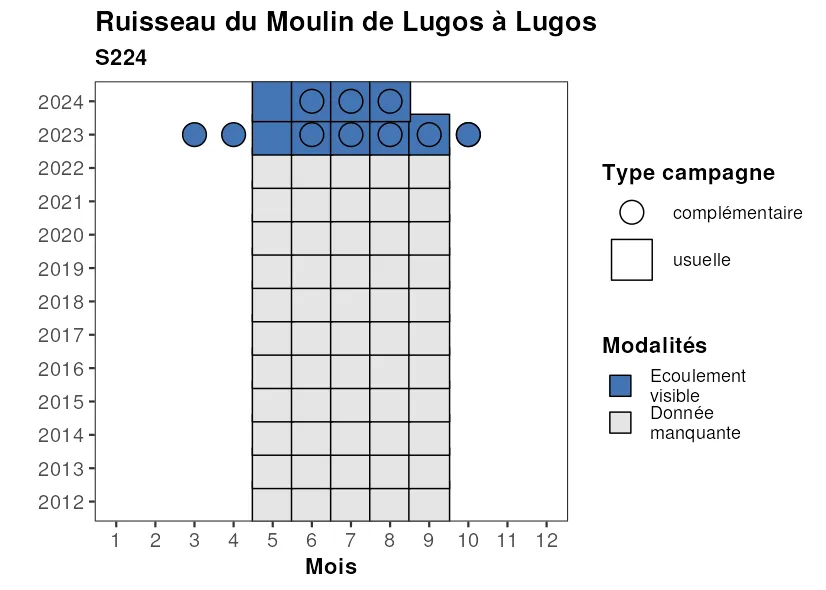 Ruisseau du Moulin de Lugos à Lugos
S224
2024
2023
2022
2021
2020
2019
2018
2017
2016
2015
2014
2013
2012
1 2 3 4 5 6 7 8 9 10 11 12
Mois
Type campagne
complémentaire
usuelle
Modalités
Ecoulement
visible
Donnée
manquante